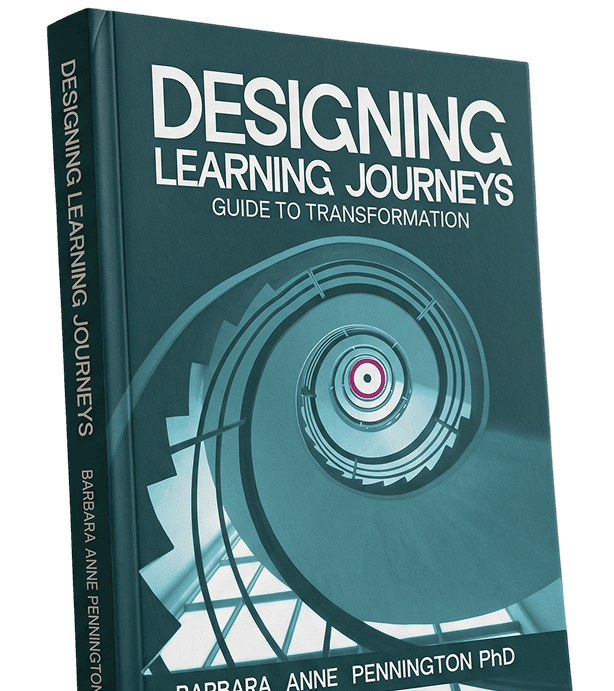 DESIGNING
LEARNING JOURNEYS
GUIDE TO TRANSFORMATION
BARBARA ANNE PENNINGTON PhD
DESIGNING LEARNING JOURNEYS
BARBARA ANNE PENNINGTON